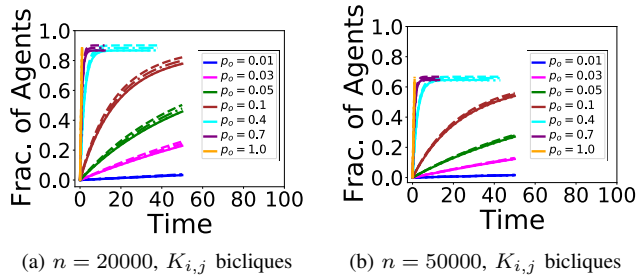 Frac. of Agents
1.0
0.8
0.6
0.4
0.2
0.0
0 20 40 60 80 100
Time
p_o = 0.01
p_o = 0.03
p_o = 0.05
p_o = 0.1
p_o = 0.4
p_o = 0.7
p_o = 1.0
(a) n = 20000, K_{i,j} bicliques
Frac. of Agents
1.0
0.8
0.6
0.4
0.2
0.0
0 20 40 60 80 100
Time
p_o = 0.01
p_o = 0.03
p_o = 0.05
p_o = 0.1
p_o = 0.4
p_o = 0.7
p_o = 1.0
(b) n = 50000, K_{i,j} bicliques